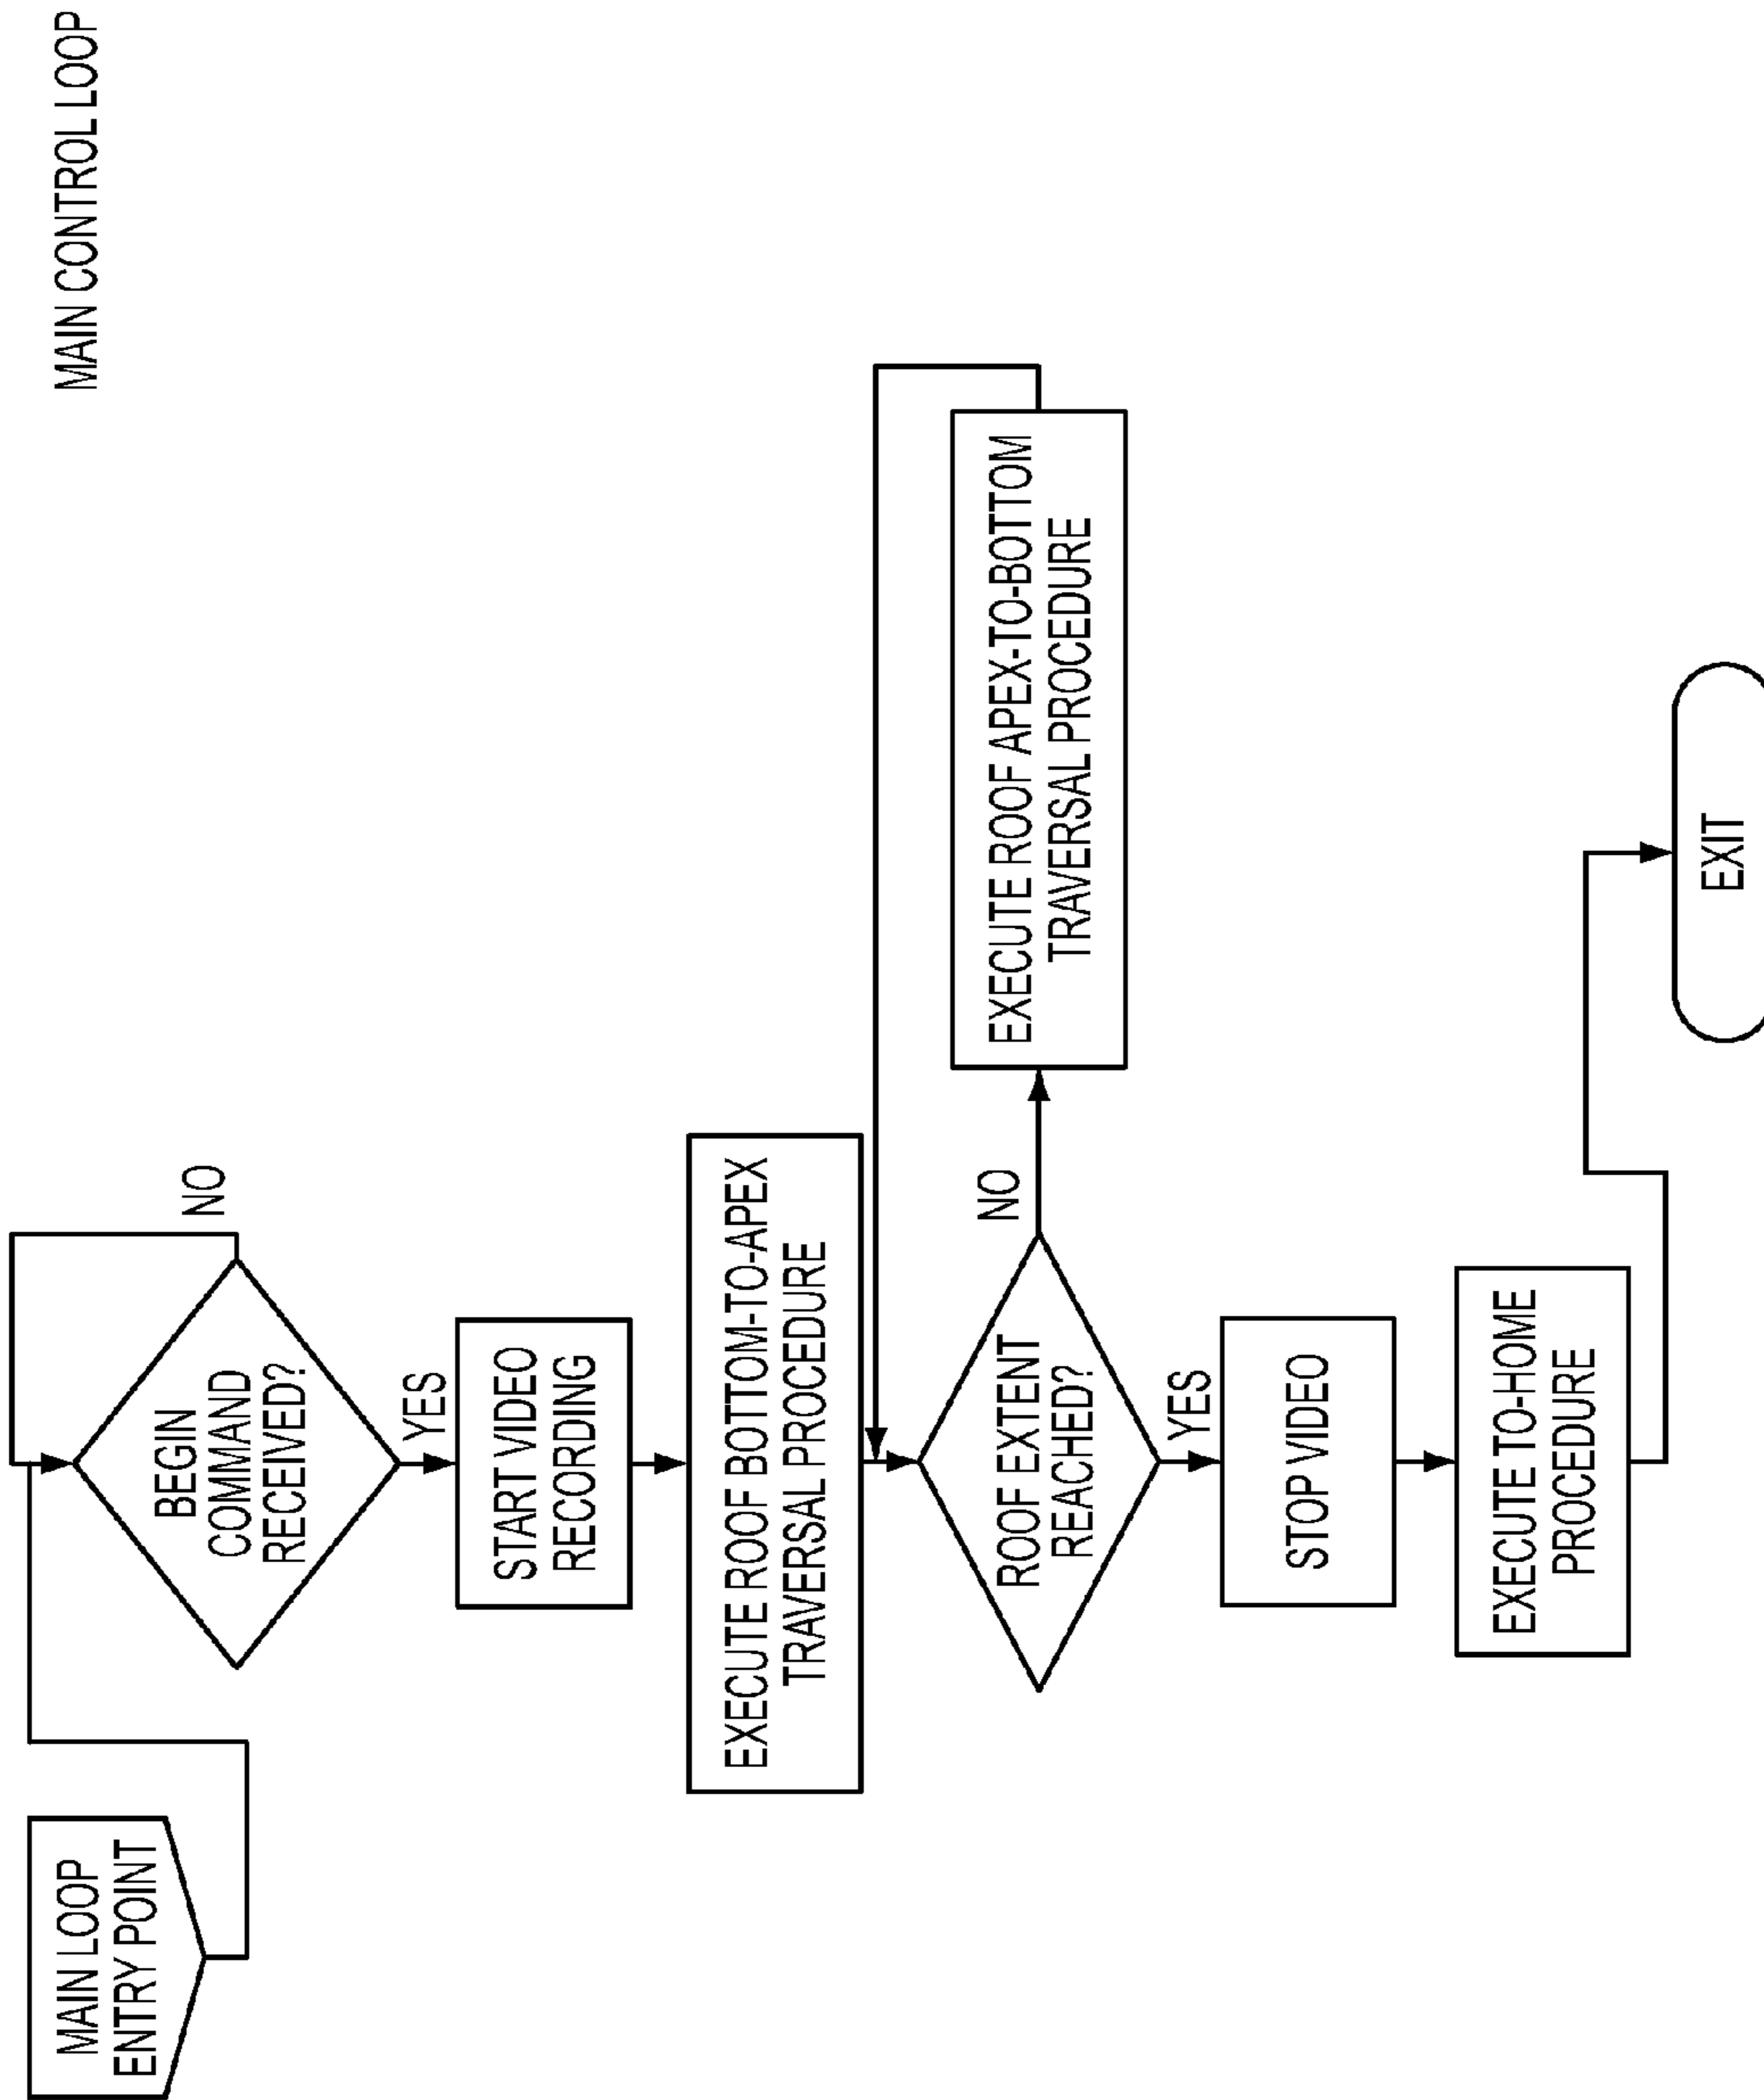 MAIN CONTROL LOOP
MAIN LOOP
ENTRY POINT
BEGIN
COMMAND
RECEIVED?
NO
YES
START VIDEO
RECORDING
EXECUTE ROOF BOTTOM-TO-APEX
TRAVERSAL PROCEDURE
ROOF EXTENT
REACHED?
NO
EXECUTE ROOF APEX-TO-BOTTOM
TRAVERSAL PROCEDURE
YES
STOP VIDEO
EXECUTE TO-HOME
PROCEDURE
EXIT